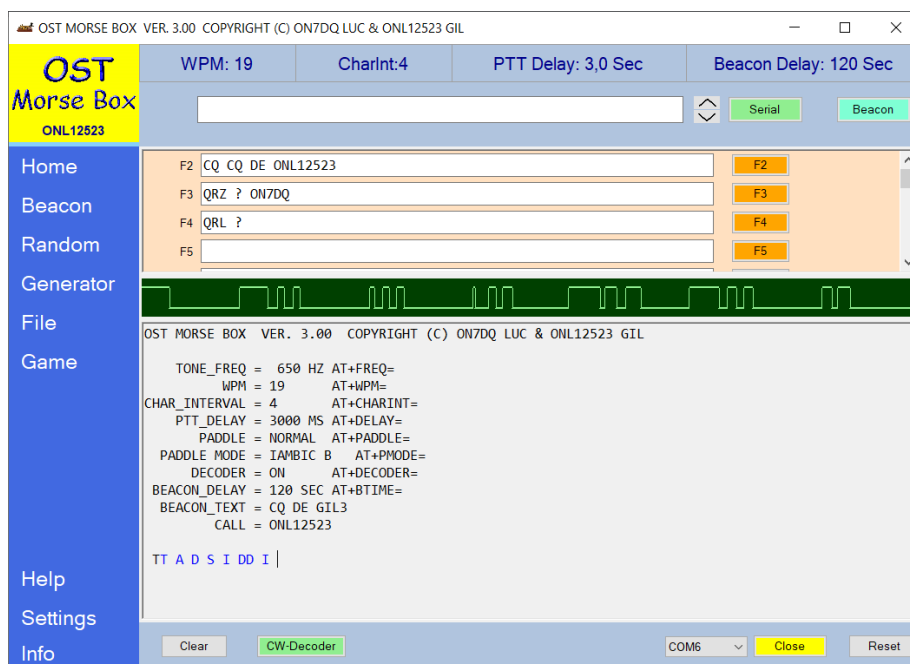 OST MORSE BOX VER. 3.00 COPYRIGHT (C) ON7DQ LUC & ONL12523 GIL
OST
Morse Box
ONL12523
WPM: 19 CharInt:4 PTT Delay: 3,0 Sec Beacon Delay: 120 Sec
Serial Beacon
Home
Beacon
Random
Generator
File
Game
Help
Settings
Info
F2 CQ CQ DE ONL12523 F2
F3 QRZ ? ON7DQ F3
F4 QRL ? F4
F5 F5
OST MORSE BOX VER. 3.00 COPYRIGHT (C) ON7DQ LUC & ONL12523 GIL
TONE_FREQ = 650 HZ AT+FREQ=
WPM = 19 AT+WPM=
CHAR_INTERVAL = 4 AT+CHARINT=
PTT_DELAY = 3000 MS AT+DELAY=
PADDLE = NORMAL AT+PADDLE=
PADDLE MODE = IAMBIC B AT+PMODE=
DECODER = ON AT+DECODER=
BEACON_DELAY = 120 SEC AT+BTIME=
BEACON_TEXT = CQ DE GIL3
CALL = ONL12523
TT A D S I DD I
Clear CW-Decoder COM6 Close Reset